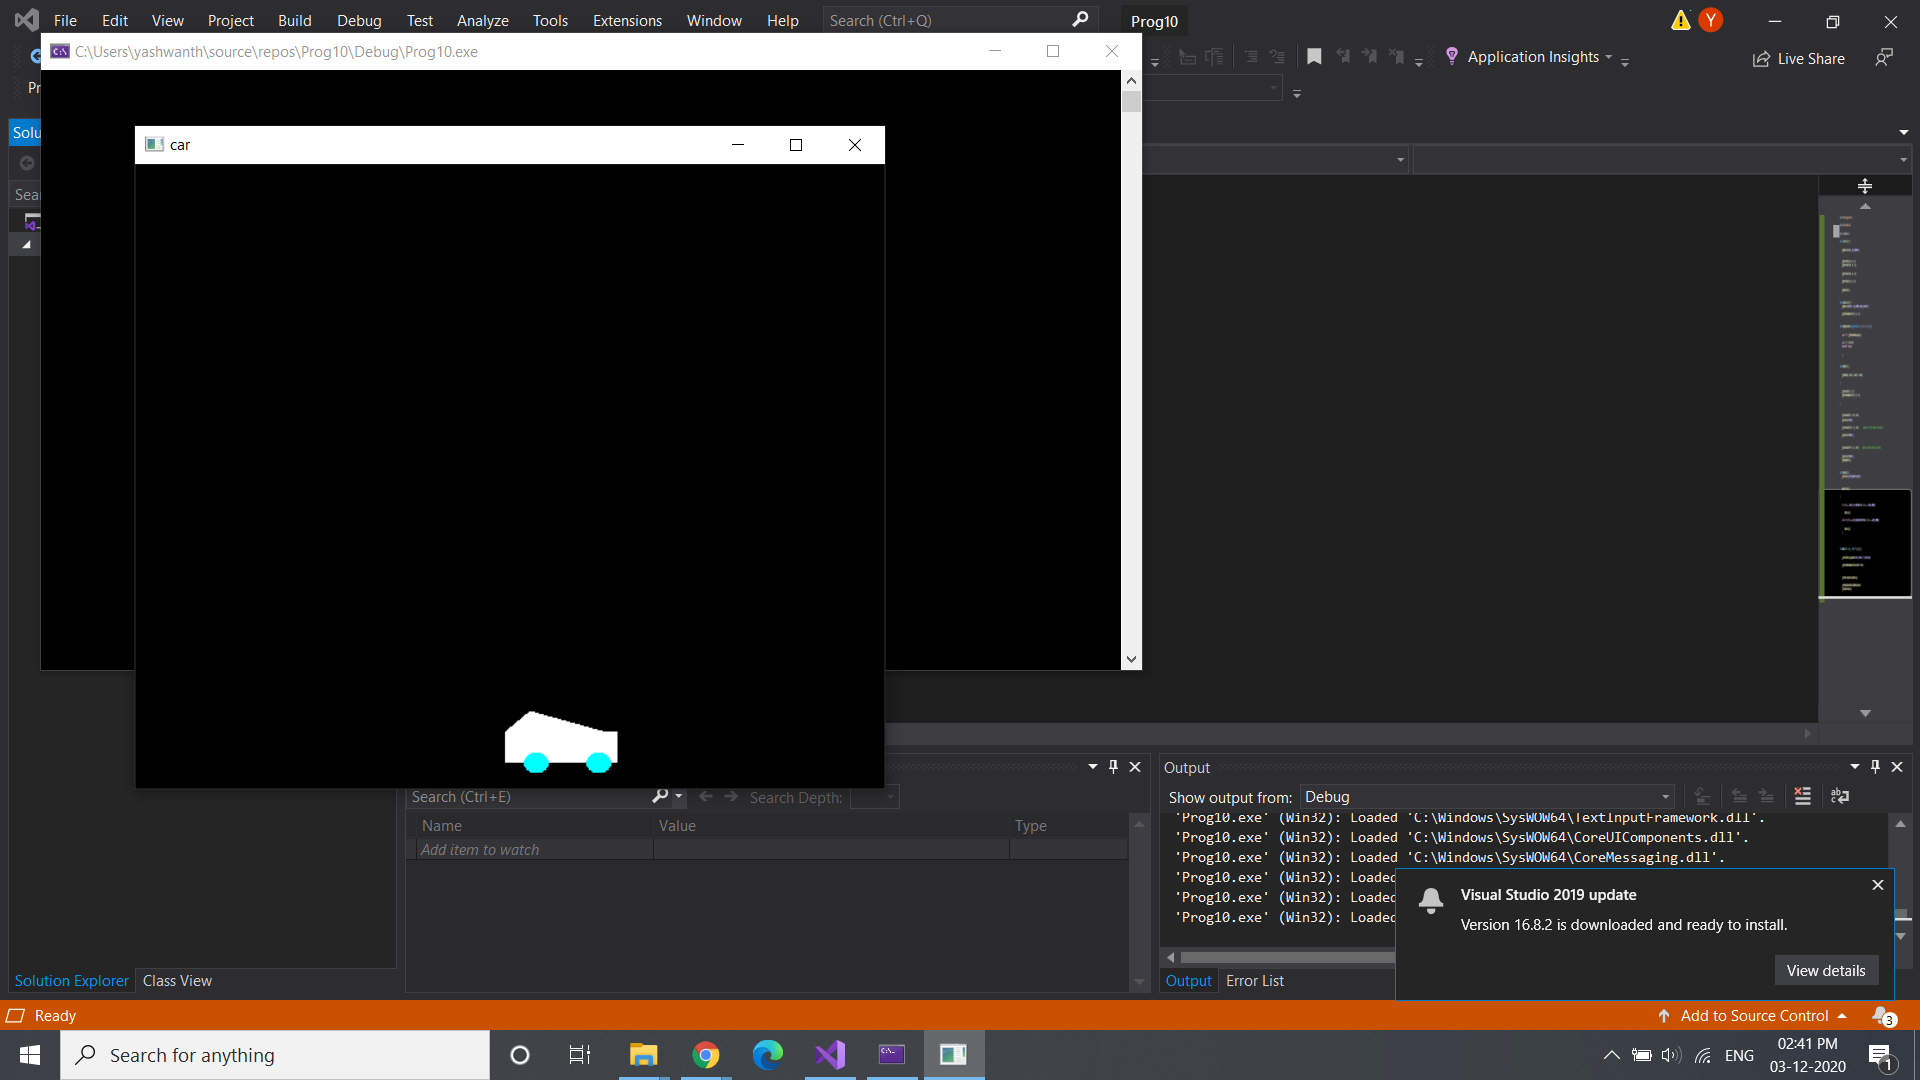 File Edit View Project Build Debug Test Analyze Tools Extensions Window Help Search (Ctrl+Q) Prog10 Y
C:\Users\yashwanth\source\repos\Prog10\Debug\Prog10.exe
Application Insights Live Share
Pr
Solu
car
Sear
Search (Ctrl+E) Search Depth:
Name Value Type
Add item to watch
Output
Show output from: Debug
'Prog10.exe' (Win32): Loaded 'C:\Windows\SysWOW64\TextInputFramework.dll'.
'Prog10.exe' (Win32): Loaded 'C:\Windows\SysWOW64\CoreUIComponents.dll'.
'Prog10.exe' (Win32): Loaded 'C:\Windows\SysWOW64\CoreMessaging.dll'.
'Prog10.exe' (Win32): Loaded
'Prog10.exe' (Win32): Loaded
'Prog10.exe' (Win32): Loaded
Visual Studio 2019 update
Version 16.8.2 is downloaded and ready to install.
View details
Solution Explorer Class View
Output Error List
Ready
Add to Source Control 3
Search for anything
ENG
02:41 PM
03-12-2020
1